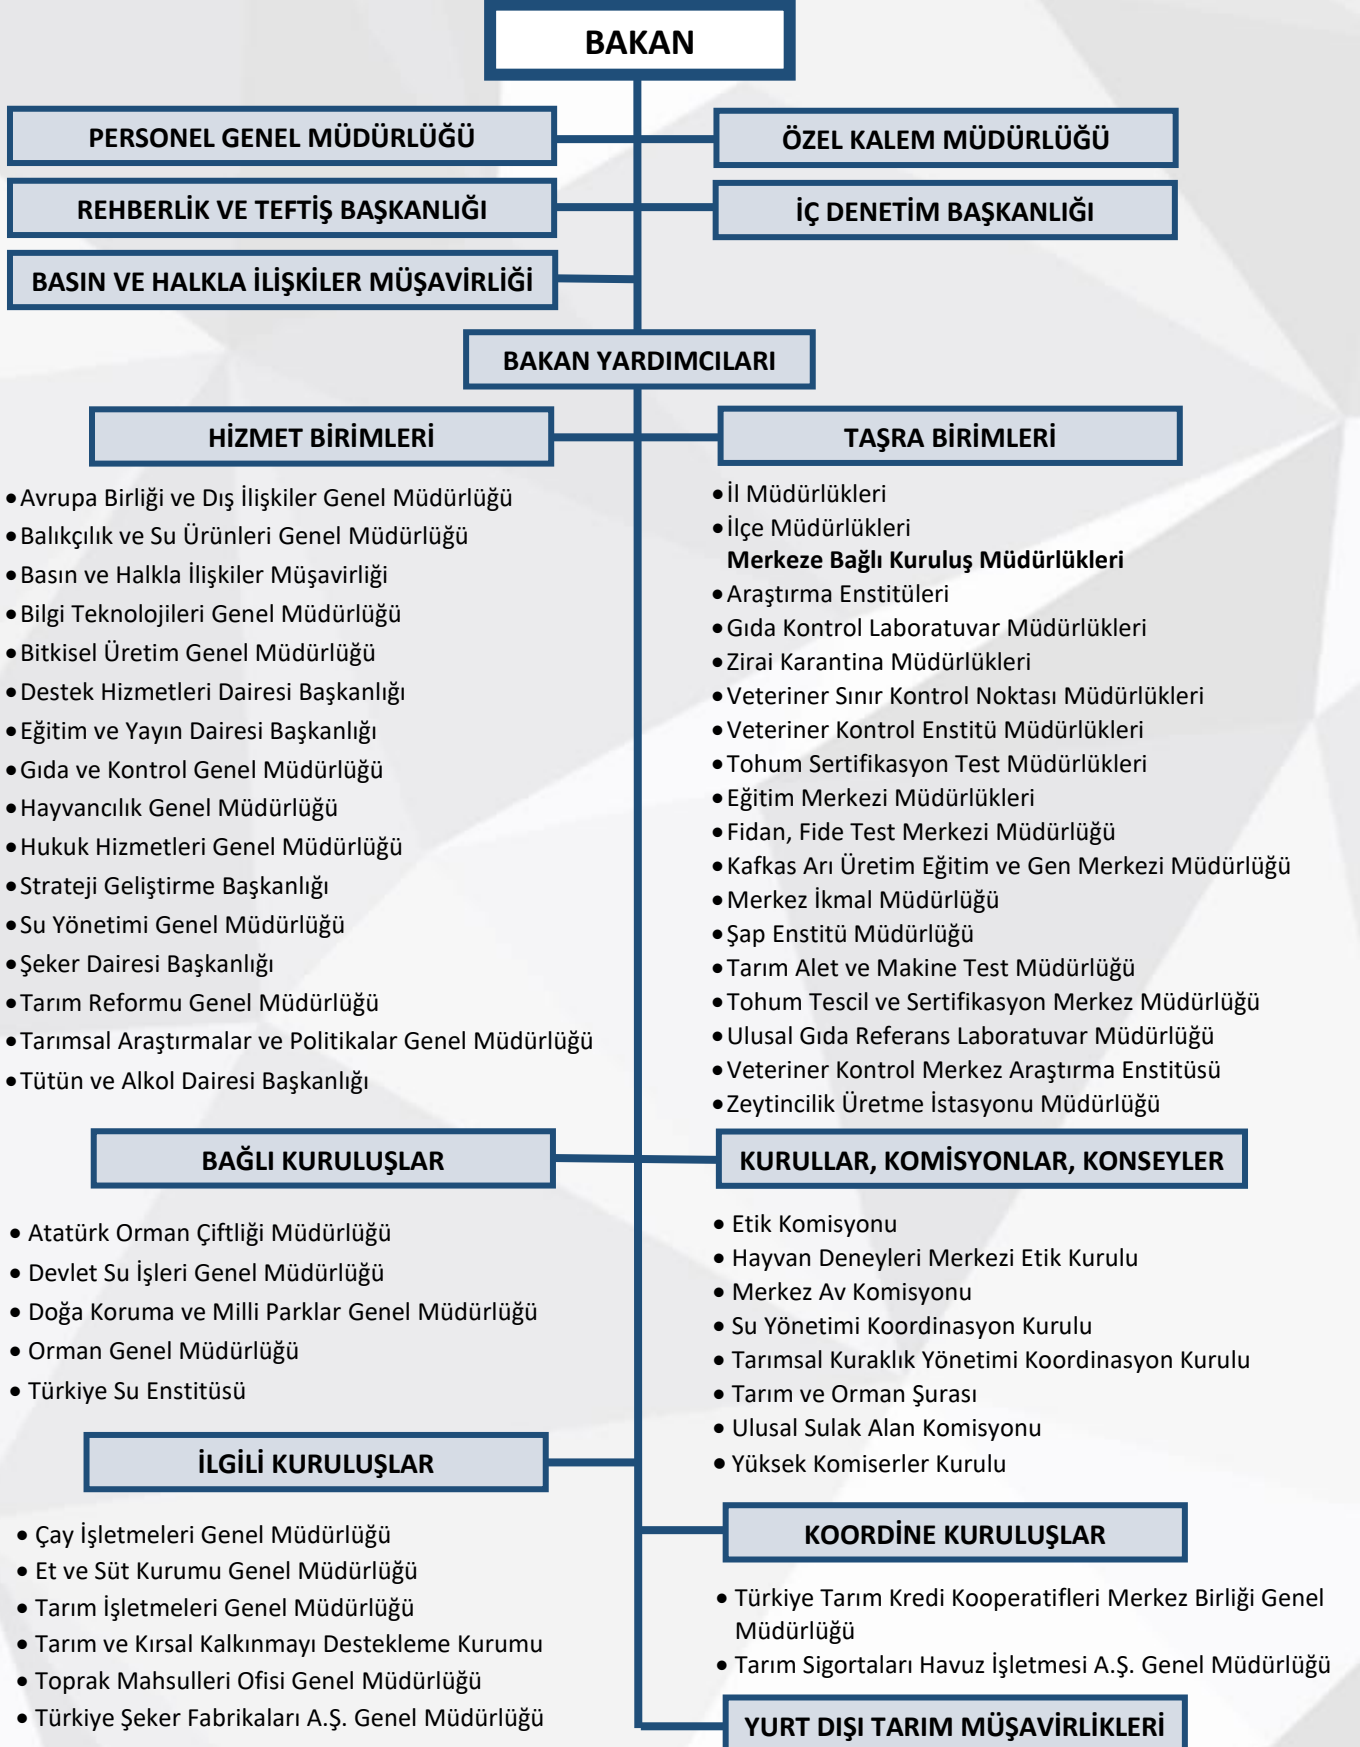 BAKAN
PERSONEL GENEL MÜDÜRLÜĞÜ
ÖZEL KALEM MÜDÜRLÜĞÜ
REHBERLİK VE TEFTİŞ BAŞKANLIĞI
İÇ DENETİM BAŞKANLIĞI
BASIN VE HALKLA İLİŞKİLER MÜŞAVİRLİĞİ
BAKAN YARDIMCILARI
HİZMET BİRİMLERİ
• Avrupa Birliği ve Dış İlişkiler Genel Müdürlüğü
• Balıkçılık ve Su Ürünleri Genel Müdürlüğü
• Basın ve Halkla İlişkiler Müşavirliği
• Bilgi Teknolojileri Genel Müdürlüğü
• Bitkisel Üretim Genel Müdürlüğü
• Destek Hizmetleri Dairesi Başkanlığı
• Eğitim ve Yayın Dairesi Başkanlığı
• Gıda ve Kontrol Genel Müdürlüğü
• Hayvancılık Genel Müdürlüğü
• Hukuk Hizmetleri Genel Müdürlüğü
• Strateji Geliştirme Başkanlığı
• Su Yönetimi Genel Müdürlüğü
• Şeker Dairesi Başkanlığı
• Tarım Reformu Genel Müdürlüğü
• Tarımsal Araştırmalar ve Politikalar Genel Müdürlüğü
• Tütün ve Alkol Dairesi Başkanlığı
TAŞRA BİRİMLERİ
• İl Müdürlükleri
• İlçe Müdürlükleri
Merkeze Bağlı Kuruluş Müdürlükleri
• Araştırma Enstitüleri
• Gıda Kontrol Laboratuvar Müdürlükleri
• Zirai Karantina Müdürlükleri
• Veteriner Sınır Kontrol Noktası Müdürlükleri
• Veteriner Kontrol Enstitü Müdürlükleri
• Tohum Sertifikasyon Test Müdürlükleri
• Eğitim Merkezi Müdürlükleri
• Fidan, Fide Test Merkezi Müdürlüğü
• Kafkas Arı Üretim Eğitim ve Gen Merkezi Müdürlüğü
• Merkez İkmal Müdürlüğü
• Şap Enstitü Müdürlüğü
• Tarım Alet ve Makine Test Müdürlüğü
• Tohum Tescil ve Sertifikasyon Merkez Müdürlüğü
• Ulusal Gıda Referans Laboratuvar Müdürlüğü
• Veteriner Kontrol Merkez Araştırma Enstitüsü
• Zeytincilik Üretme İstasyonu Müdürlüğü
BAĞLI KURULUŞLAR
• Atatürk Orman Çiftliği Müdürlüğü
• Devlet Su İşleri Genel Müdürlüğü
• Doğa Koruma ve Milli Parklar Genel Müdürlüğü
• Orman Genel Müdürlüğü
• Türkiye Su Enstitüsü
KURULLAR, KOMİSYONLAR, KONSEYLER
• Etik Komisyonu
• Hayvan Deneyleri Merkezi Etik Kurulu
• Merkez Av Komisyonu
• Su Yönetimi Koordinasyon Kurulu
• Tarımsal Kuraklık Yönetimi Koordinasyon Kurulu
• Tarım ve Orman Şurası
• Ulusal Sulak Alan Komisyonu
• Yüksek Komiserler Kurulu
İLGİLİ KURULUŞLAR
• Çay İşletmeleri Genel Müdürlüğü
• Et ve Süt Kurumu Genel Müdürlüğü
• Tarım İşletmeleri Genel Müdürlüğü
• Tarım ve Kırsal Kalkınmayı Destekleme Kurumu
• Toprak Mahsulleri Ofisi Genel Müdürlüğü
• Türkiye Şeker Fabrikaları A.Ş. Genel Müdürlüğü
KOORDİNE KURULUŞLAR
• Türkiye Tarım Kredi Kooperatifleri Merkez Birliği Genel
Müdürlüğü
• Tarım Sigortaları Havuz İşletmesi A.Ş. Genel Müdürlüğü
YURT DIŞI TARIM MÜŞAVİRLİKLERİ